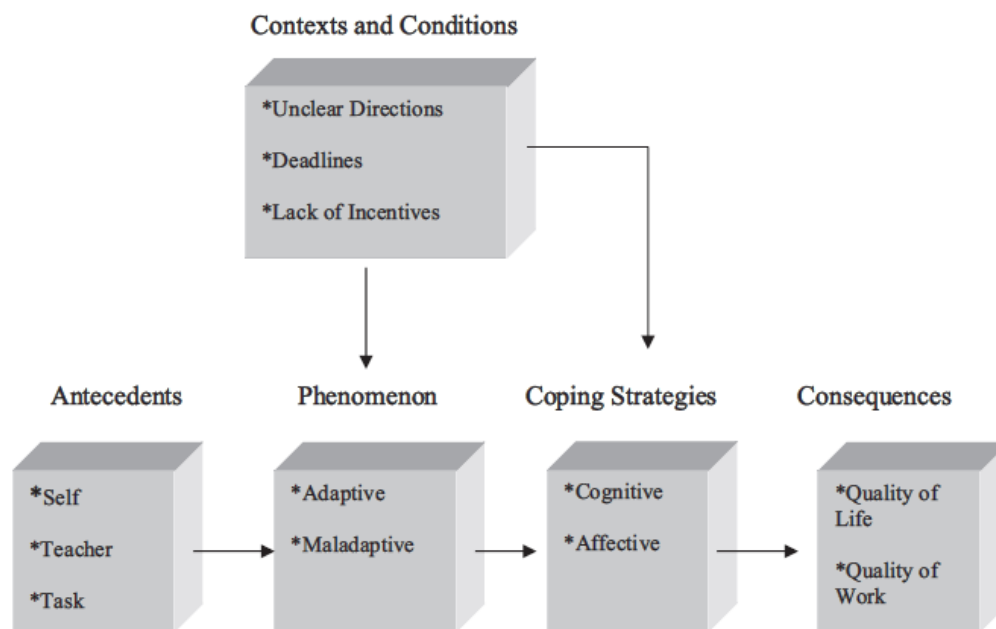 Contexts and Conditions
*Unclear Directions
*Deadlines
*Lack of Incentives
Antecedents
Phenomenon
Coping Strategies
Consequences
*Self
*Teacher
*Task
*Adaptive
*Maladaptive
*Cognitive
*Affective
*Quality of
Life
*Quality of
Work